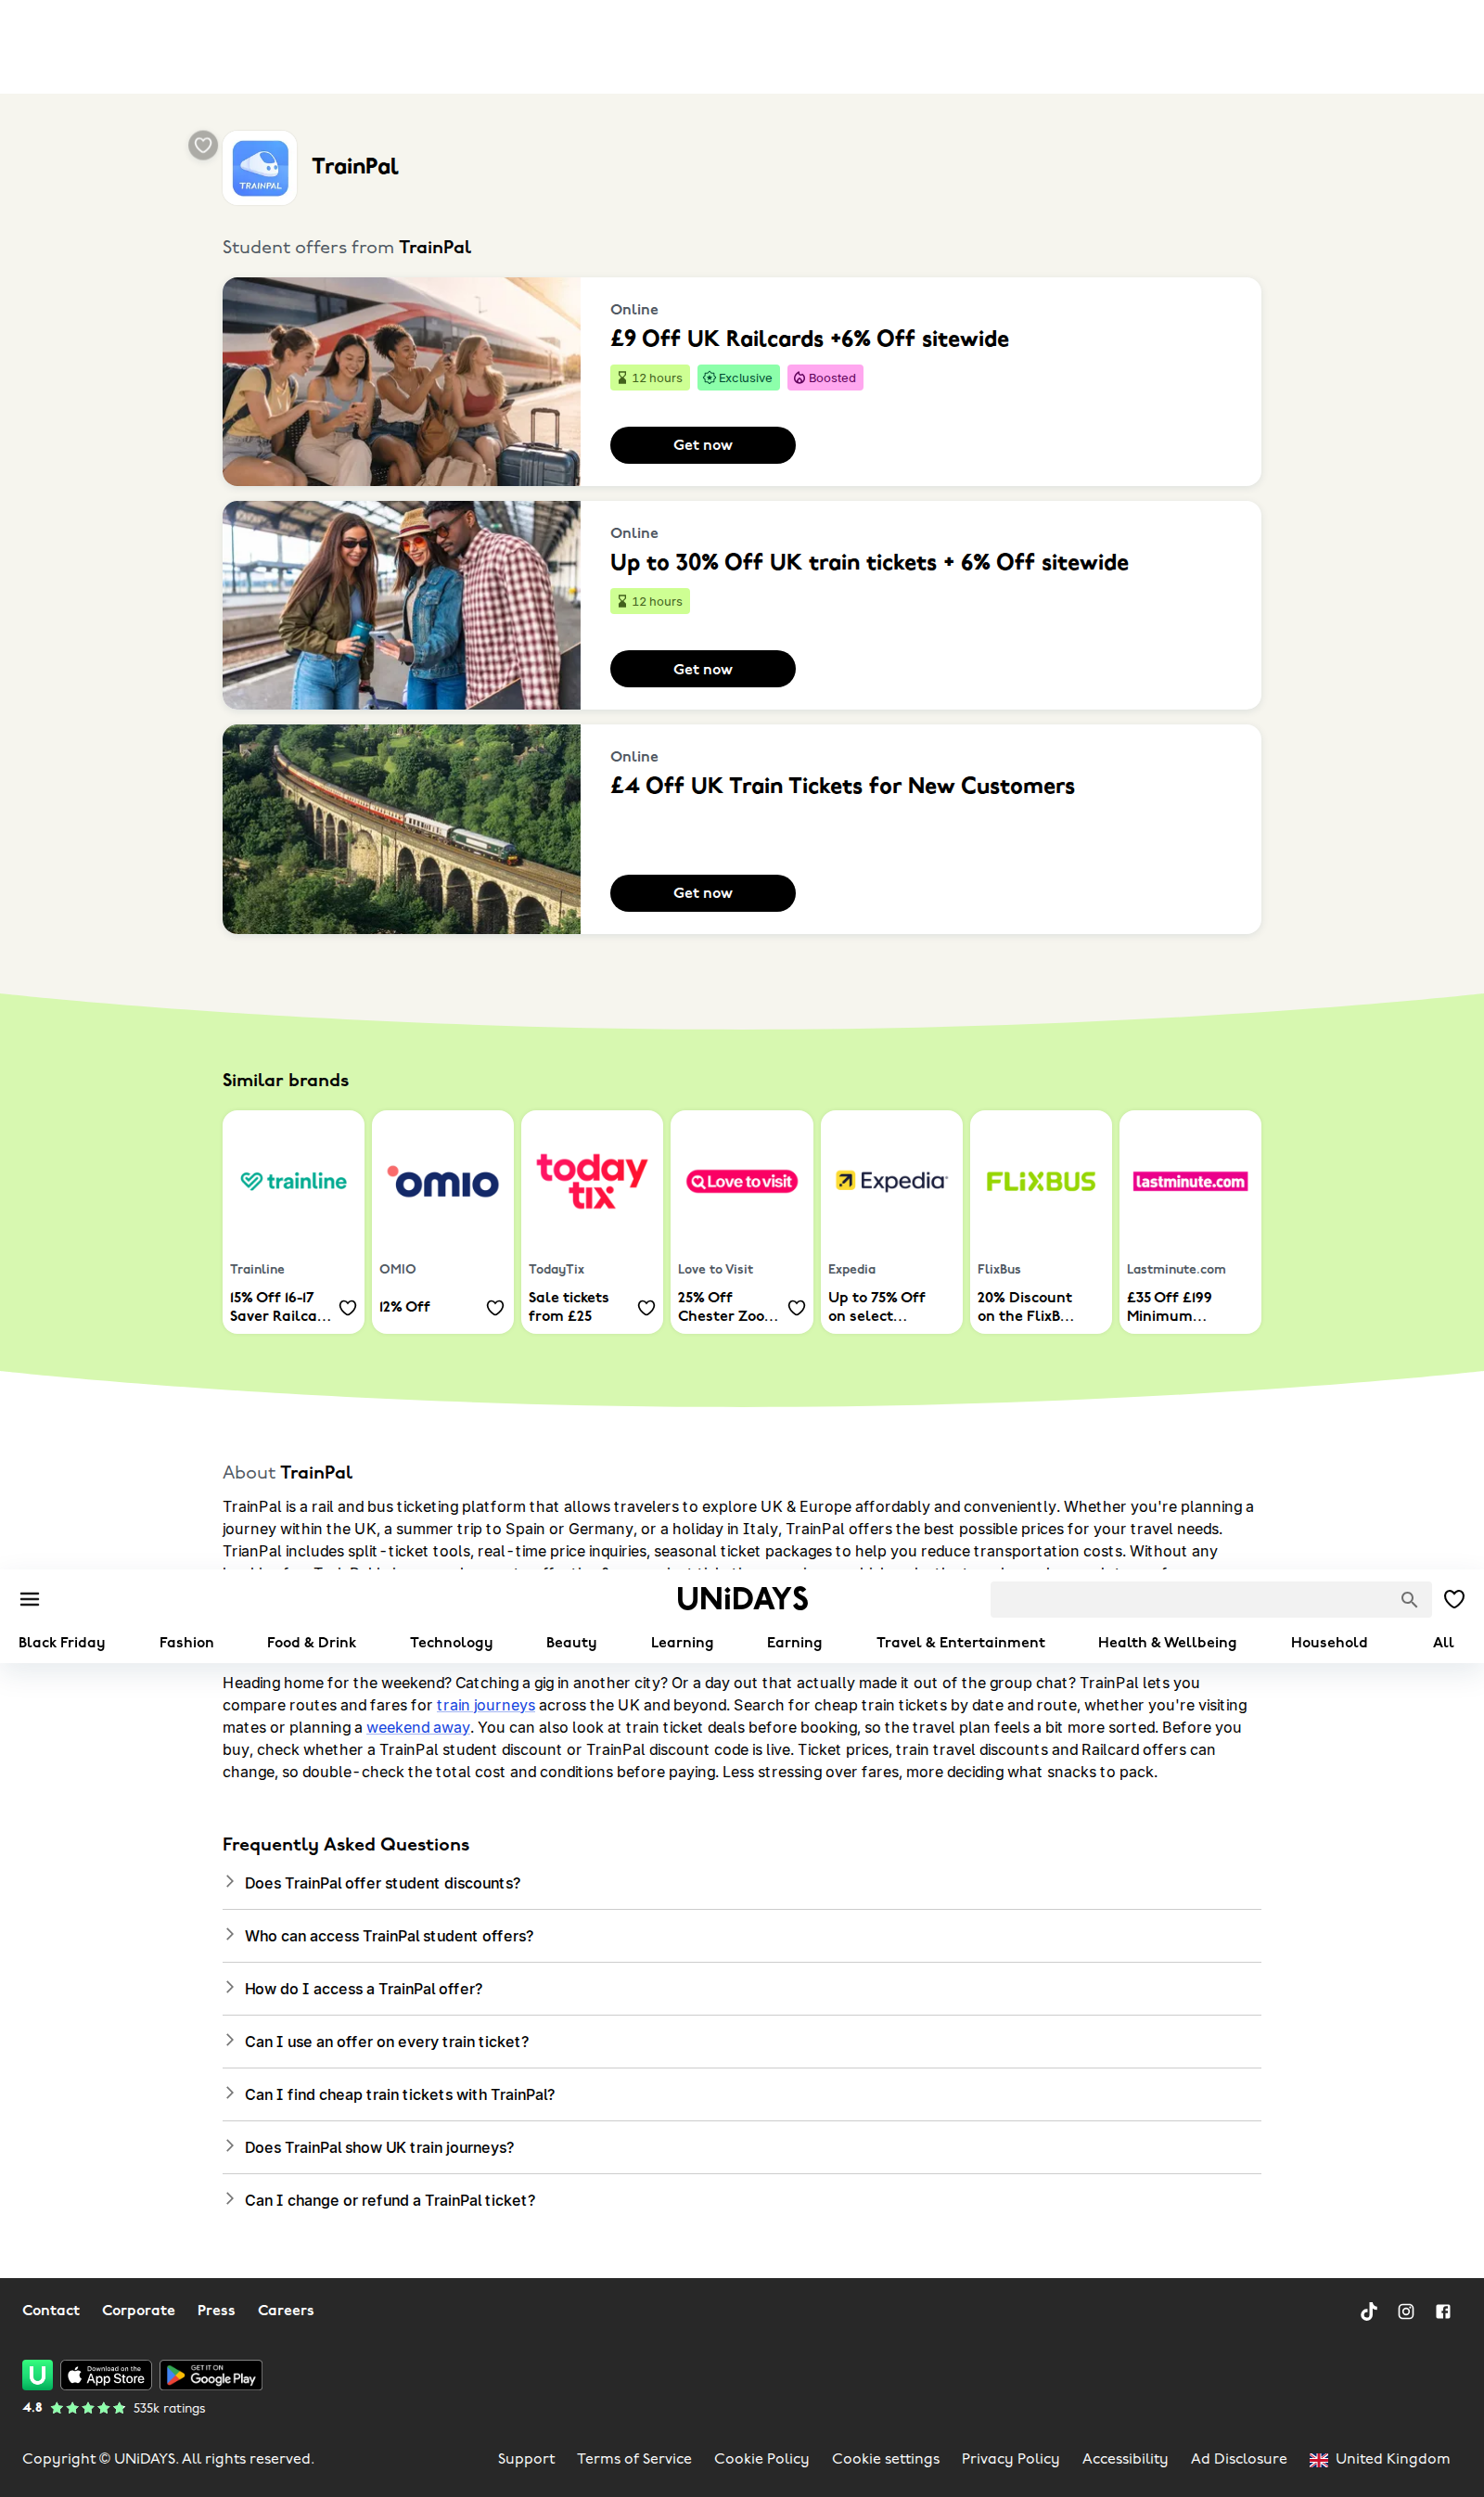 TRAINPAL
TrainPal
Student offers from TrainPal
Online
£9 Off UK Railcards +6% Off sitewide
12 hours
Exclusive
Boosted
Get now
Online
Up to 30% Off UK train tickets + 6% Off sitewide
12 hours
Get now
Online
£4 Off UK Train Tickets for New Customers
Get now
Similar brands
trainline
Trainline
15% Off 16-17
Saver Railca...
OMIO
OMIO
12% Off
today
tix
TodayTix
Sale tickets
from £25
Love to visit
Love to Visit
25% Off
Chester Zoo...
Expedia
Expedia
Up to 75% Off
on select...
FLiXBUS
FlixBus
20% Discount
on the FlixB...
lastminute.com
Lastminute.com
£35 Off £199
Minimum...
About TrainPal
TrainPal is a rail and bus ticketing platform that allows travelers to explore UK & Europe affordably and conveniently. Whether you're planning a
journey within the UK, a summer trip to Spain or Germany, or a holiday in Italy, TrainPal offers the best possible prices for your travel needs.
TrianPal includes split-ticket tools, real-time price inquiries, seasonal ticket packages to help you reduce transportation costs. Without any
UNiDAYS
Black Friday
Fashion
Food & Drink
Technology
Beauty
Learning
Earning
Travel & Entertainment
Health & Wellbeing
Household
All
Heading home for the weekend? Catching a gig in another city? Or a day out that actually made it out of the group chat? TrainPal lets you
compare routes and fares for train journeys across the UK and beyond. Search for cheap train tickets by date and route, whether you're visiting
mates or planning a weekend away. You can also look at train ticket deals before booking, so the travel plan feels a bit more sorted. Before you
buy, check whether a TrainPal student discount or TrainPal discount code is live. Ticket prices, train travel discounts and Railcard offers can
change, so double-check the total cost and conditions before paying. Less stressing over fares, more deciding what snacks to pack.
Frequently Asked Questions
Does TrainPal offer student discounts?
Who can access TrainPal student offers?
How do I access a TrainPal offer?
Can I use an offer on every train ticket?
Can I find cheap train tickets with TrainPal?
Does TrainPal show UK train journeys?
Can I change or refund a TrainPal ticket?
Contact
Corporate
Press
Careers
Download on the
App Store
GET IT ON
Google Play
4.8
535k ratings
Copyright © UNiDAYS. All rights reserved.
Support
Terms of Service
Cookie Policy
Cookie settings
Privacy Policy
Accessibility
Ad Disclosure
United Kingdom